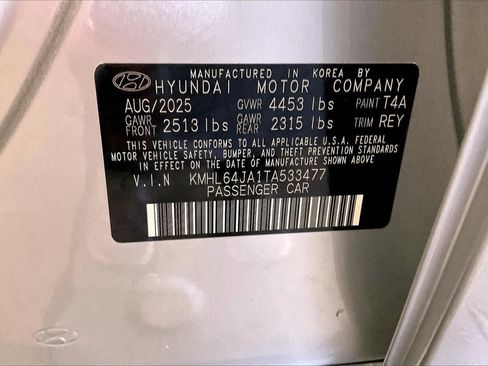 MANUFACTURED IN KOREA BY
HYUNDAI MOTOR COMPANY
AUG/2025 GVWR 4453 lbs PAINT T4A
GAWR FRONT 2513 lbs GAWR REAR 2315 lbs TRIM REY
THIS VEHICLE CONFORMS TO ALL APPLICABLE U.S.A. FEDERAL
MOTOR VEHICLE SAFETY, BUMPER, AND THEFT PREVENTION STANDARDS
IN EFFECT ON THE DATE OF MANUFACTURE SHOWN ABOVE.
V.I.N KMHL64JA1TA533477
PASSENGER CAR